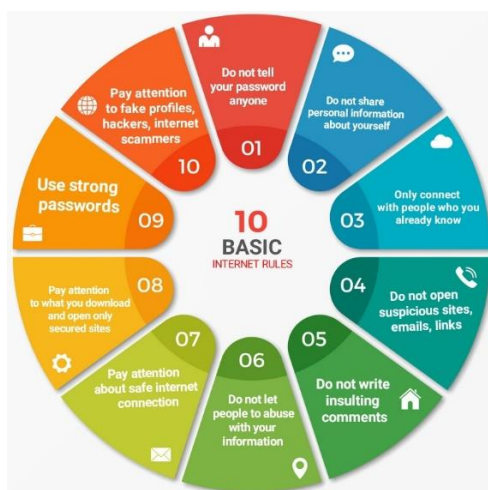 10
BASIC
INTERNET RULES
Do not tell
your password
anyone
01
Do not share
personal information
about yourself
02
Only connect
with people who you
already know
03
04
Do not open
suspicious sites,
emails, links
05
Do not write
insulting
comments
06
Do not let
people to abuse
with your
information
07
Pay attention
about safe internet
connection
08
Pay attention
to what you download
and open only
secured sites
Use strong
passwords
09
Pay attention
to fake profiles,
hackers, internet
scammers
10